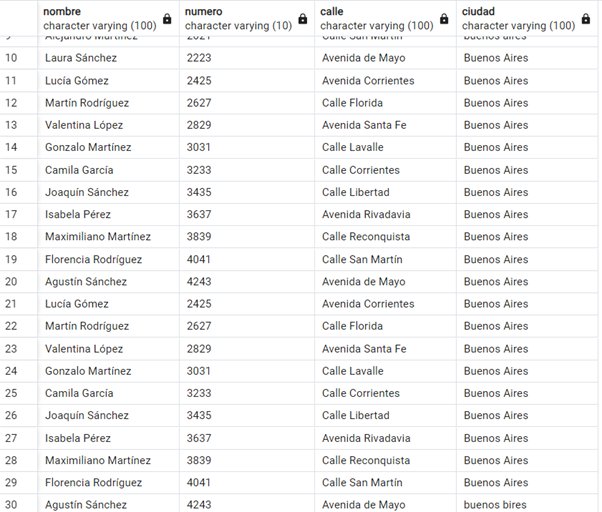 nombre numero calle ciudad
character varying (100) character varying (10) character varying (100) character varying (100)
9 Alejandro Martínez 2021 Calle San Martín buenos aires
10 Laura Sánchez 2223 Avenida de Mayo Buenos Aires
11 Lucía Gómez 2425 Avenida Corrientes Buenos Aires
12 Martín Rodríguez 2627 Calle Florida Buenos Aires
13 Valentina López 2829 Avenida Santa Fe Buenos Aires
14 Gonzalo Martínez 3031 Calle Lavalle Buenos Aires
15 Camila García 3233 Calle Corrientes Buenos Aires
16 Joaquín Sánchez 3435 Calle Libertad Buenos Aires
17 Isabela Pérez 3637 Avenida Rivadavia Buenos Aires
18 Maximiliano Martínez 3839 Calle Reconquista Buenos Aires
19 Florencia Rodríguez 4041 Calle San Martín Buenos Aires
20 Agustín Sánchez 4243 Avenida de Mayo Buenos Aires
21 Lucía Gómez 2425 Avenida Corrientes Buenos Aires
22 Martín Rodríguez 2627 Calle Florida Buenos Aires
23 Valentina López 2829 Avenida Santa Fe Buenos Aires
24 Gonzalo Martínez 3031 Calle Lavalle Buenos Aires
25 Camila García 3233 Calle Corrientes Buenos Aires
26 Joaquín Sánchez 3435 Calle Libertad Buenos Aires
27 Isabela Pérez 3637 Avenida Rivadavia Buenos Aires
28 Maximiliano Martínez 3839 Calle Reconquista Buenos Aires
29 Florencia Rodríguez 4041 Calle San Martín Buenos Aires
30 Agustín Sánchez 4243 Avenida de Mayo buenos bires